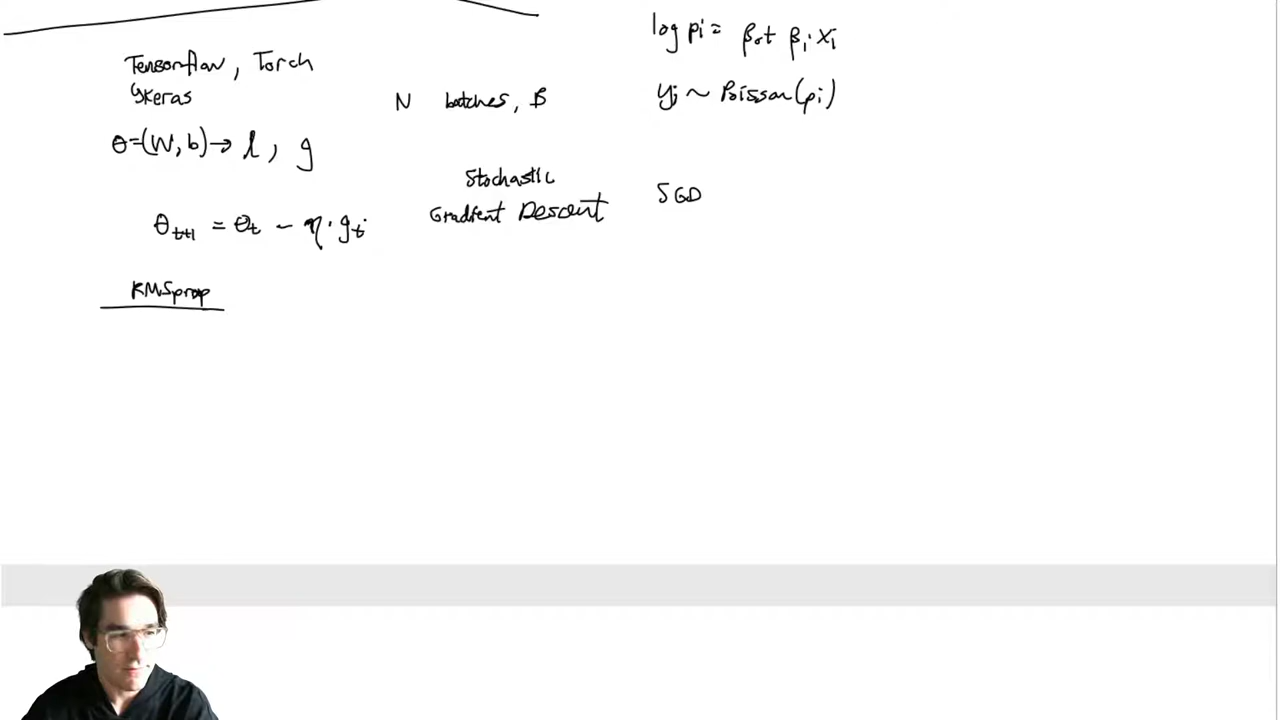 Tensorflow, Torch
↳Keras
θ=(W, b)→ l, g
θₜ₊₁ = θₜ - η·gₜ
RMSprop
N batches, B
Stochastic
Gradient Descent
SGD
log pᵢ = β₀+ β₁·xᵢ
yᵢ ~ Poisson(pᵢ)